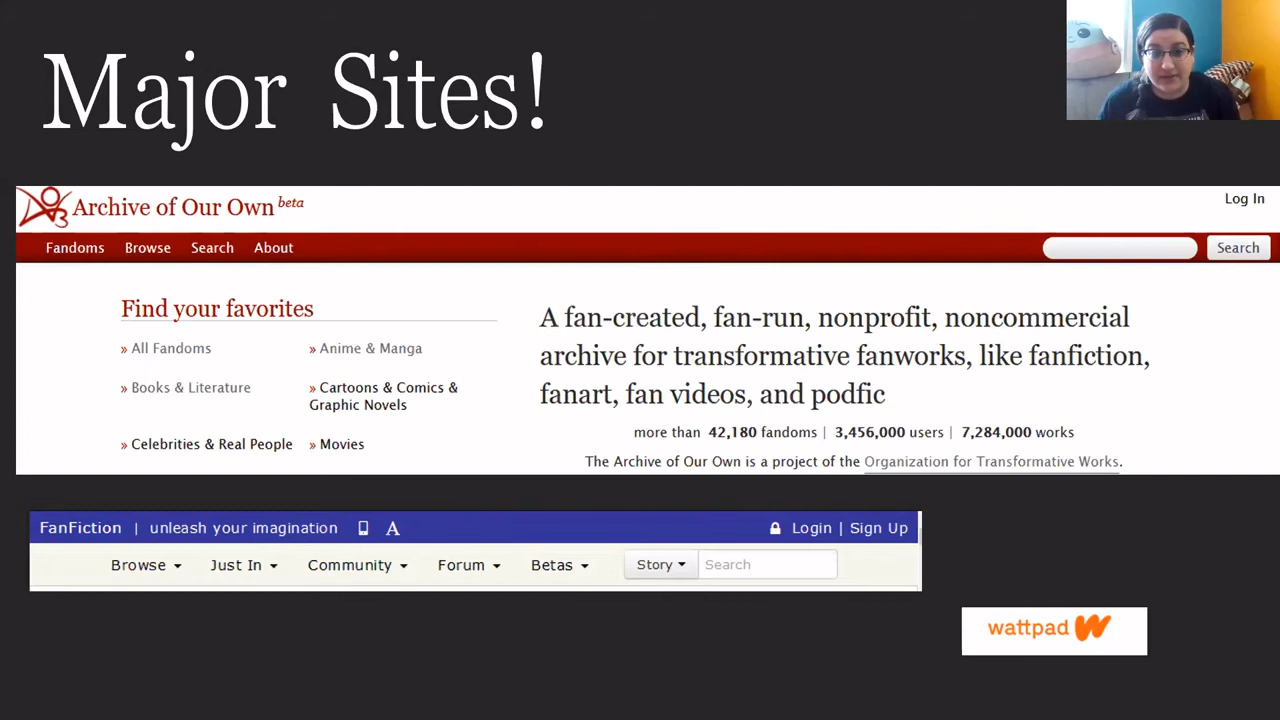 Major Sites!
Archive of Our Own beta
Log In
Fandoms Browse Search About
Search
Find your favorites
» All Fandoms
» Anime & Manga
» Books & Literature
» Cartoons & Comics &
Graphic Novels
» Celebrities & Real People
» Movies
A fan-created, fan-run, nonprofit, noncommercial
archive for transformative fanworks, like fanfiction,
fanart, fan videos, and podfic
more than 42,180 fandoms | 3,456,000 users | 7,284,000 works
The Archive of Our Own is a project of the Organization for Transformative Works.
FanFiction | unleash your imagination A
Login | Sign Up
Browse Just In Community Forum Betas Story Search
wattpad